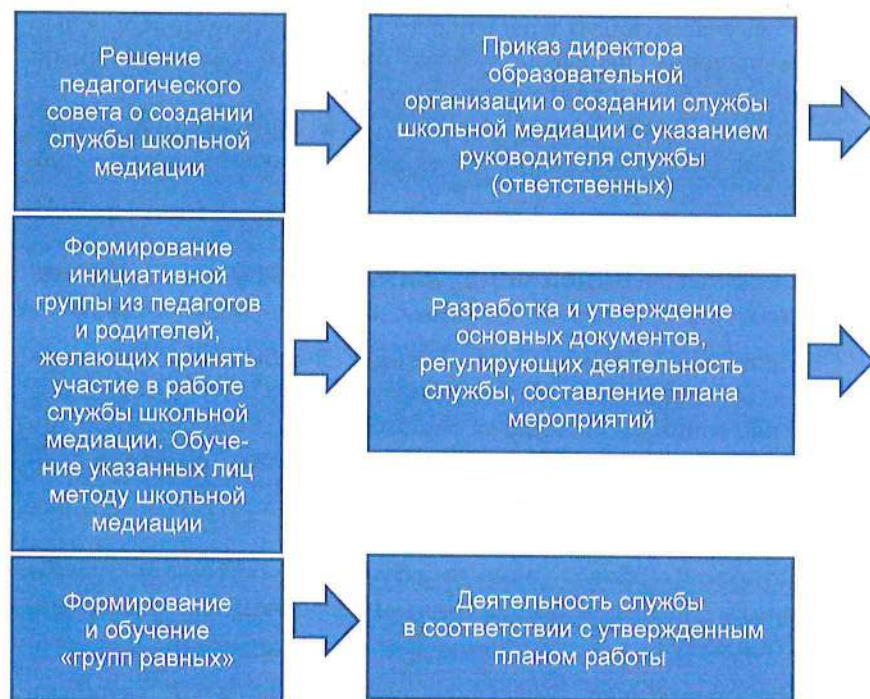 Решение
педагогического
совета о создании
службы школьной
медиации
Приказ директора
образовательной
организации о создании службы
школьной медиации с указанием
руководителя службы
(ответственных)
Формирование
инициативной
группы из педагогов
и родителей,
желающих принять
участие в работе
службы школьной
медиации. Обуче-
ние указанных лиц
методу школьной
медиации
Разработка и утверждение
основных документов,
регулирующих деятельность
службы, составление плана
мероприятий
Формирование
и обучение
«групп равных»
Деятельность службы
в соответствии с утвержденным
планом работы